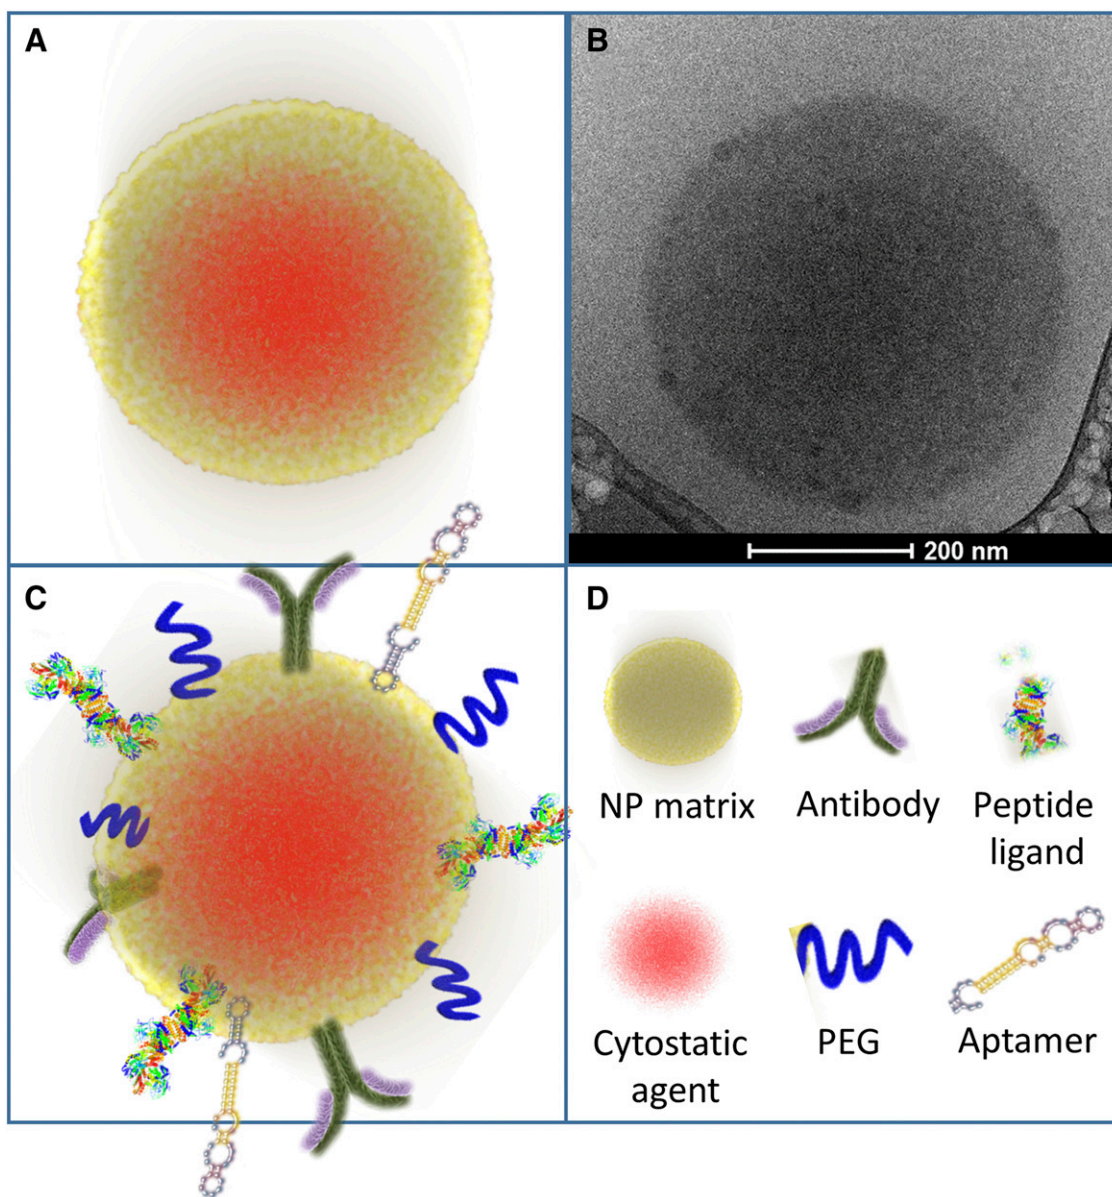 A
B
200 nm
C
D
NP matrix
Antibody
Peptide
ligand
Cytostatic
agent
PEG
Aptamer